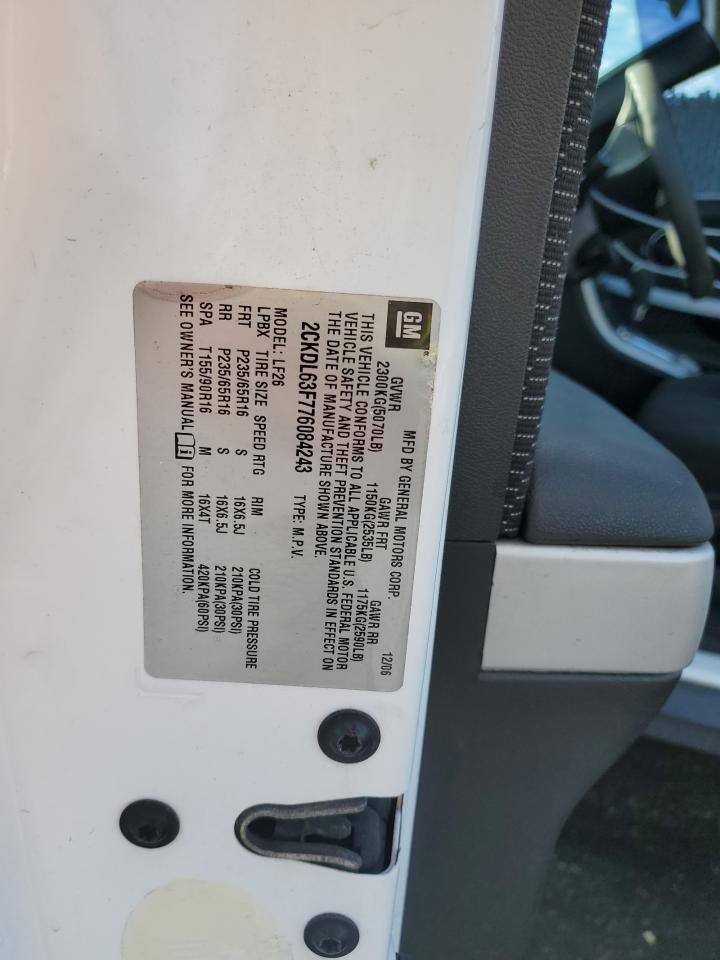 GM ® MFD BY GENERAL MOTORS CORP. 12/06
GVWR GAWR FRT GAWR RR
2300KG(5070LB) 1150KG(2535LB) 1175KG(2590LB)
THIS VEHICLE CONFORMS TO ALL APPLICABLE U.S. FEDERAL MOTOR
VEHICLE SAFETY AND THEFT PREVENTION STANDARDS IN EFFECT ON
THE DATE OF MANUFACTURE SHOWN ABOVE.
2CKDL63F776084243 TYPE: M.P.V.
MODEL: LF26
LPBX TIRE SIZE SPEED RTG RIM COLD TIRE PRESSURE
FRT P235/65R16 S 16X6.5J 210KPA(30PSI)
RR P235/65R16 S 16X6.5J 210KPA(30PSI)
SPA T155/90R16 M 16X4T 420KPA(60PSI)
SEE OWNER'S MANUAL FOR MORE INFORMATION.